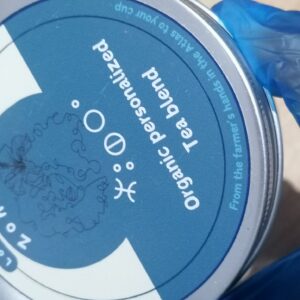 From the farmer's hands in the Atlas to your cup
Organic personalized
Tea blend